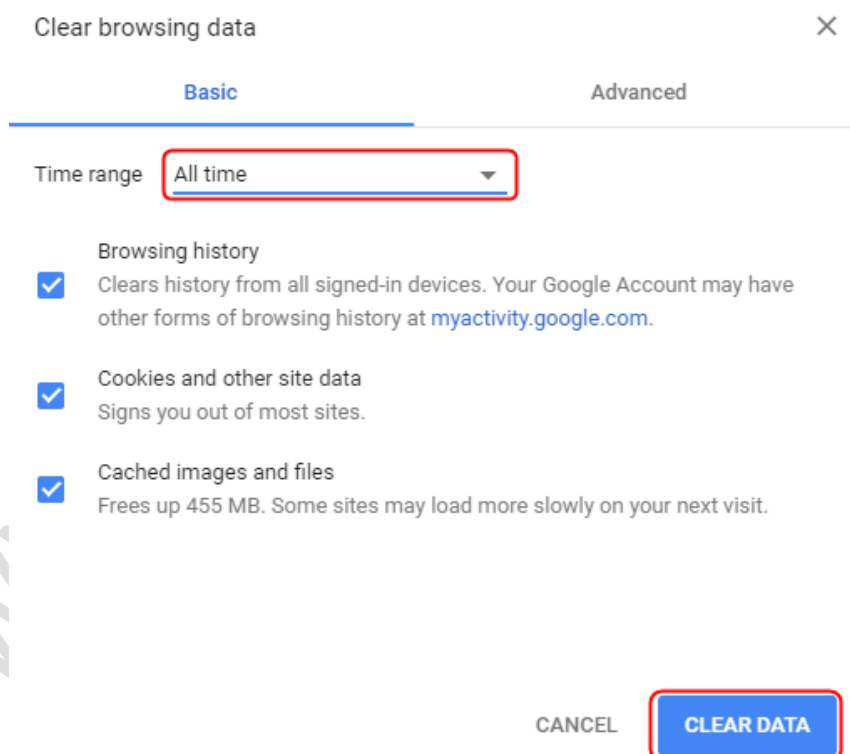 Clear browsing data
Basic Advanced
Time range All time
Browsing history
Clears history from all signed-in devices. Your Google Account may have
other forms of browsing history at myactivity.google.com.
Cookies and other site data
Signs you out of most sites.
Cached images and files
Frees up 455 MB. Some sites may load more slowly on your next visit.
CANCEL CLEAR DATA